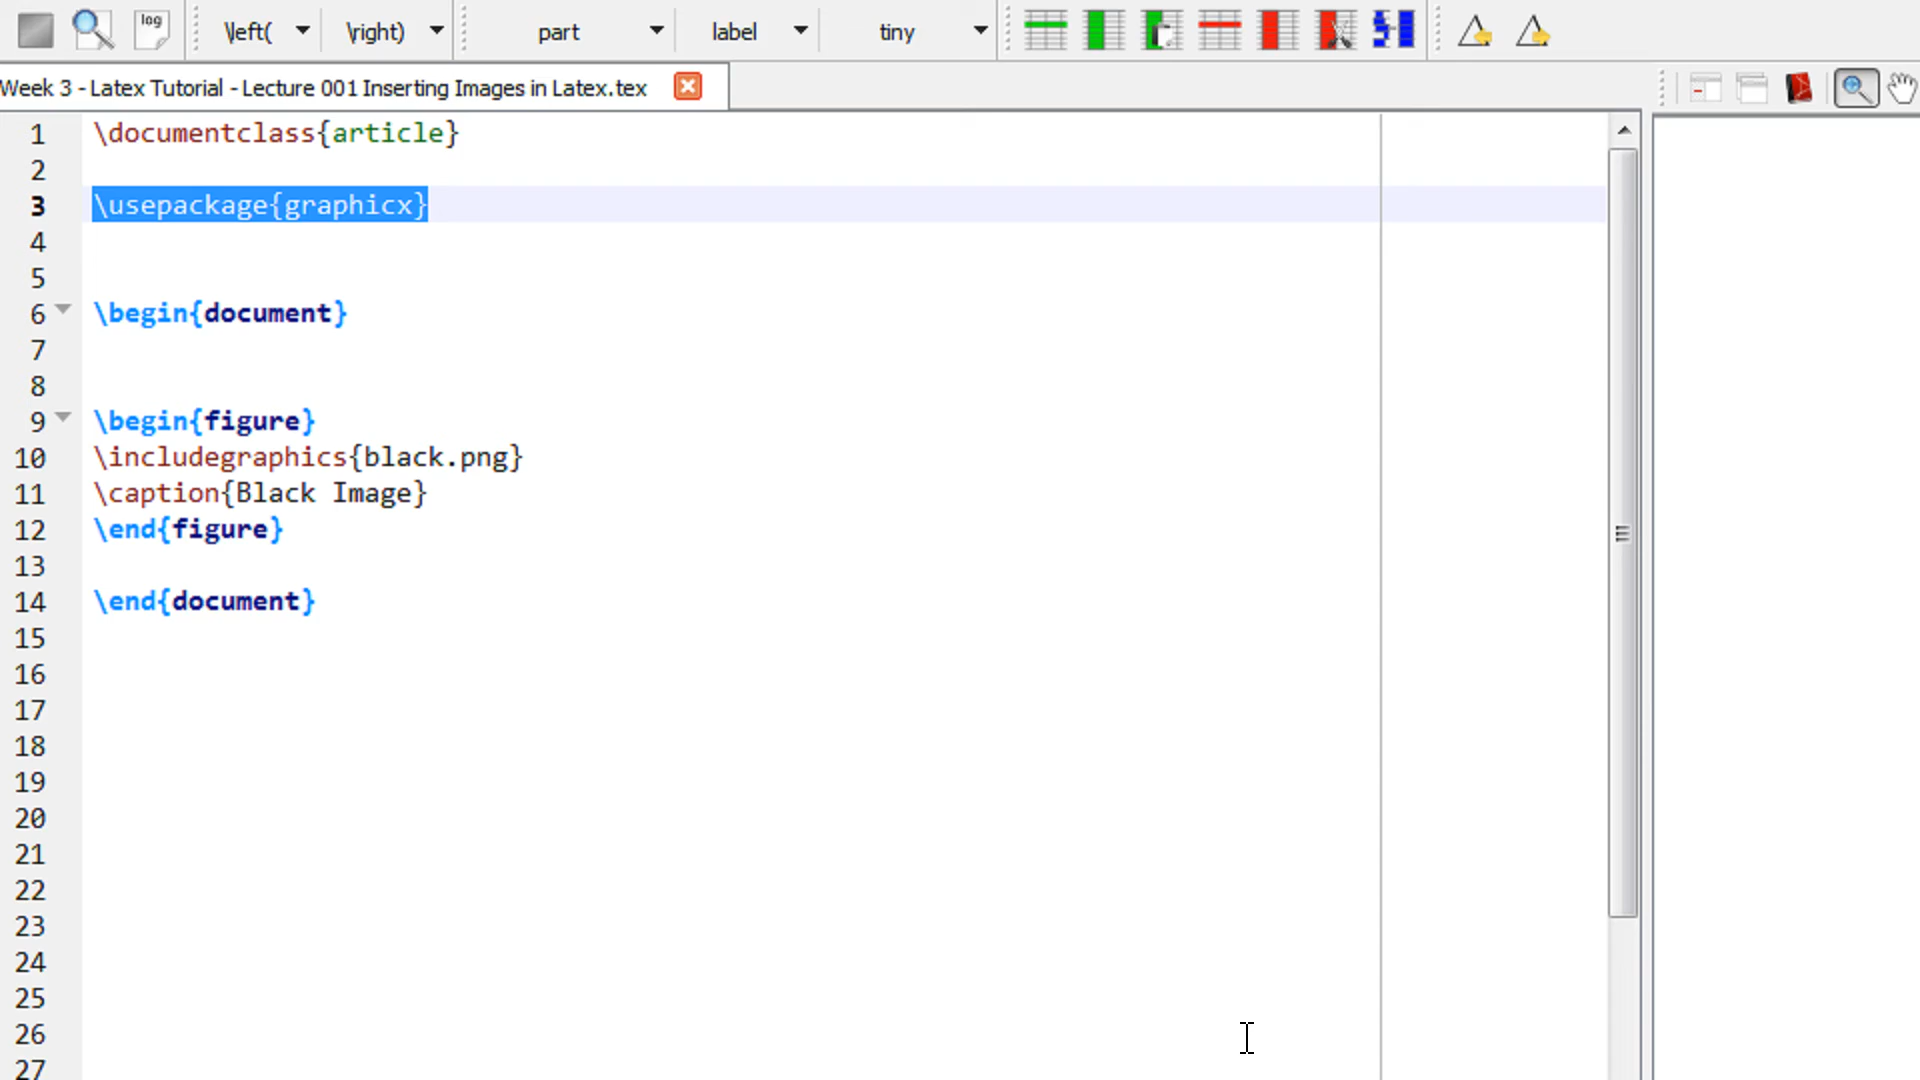 log \left( \right) part label tiny
Week 3 - Latex Tutorial - Lecture 001 Inserting Images in Latex.tex
1 \documentclass{article}
2
3 \usepackage{graphicx}
4
5
6 \begin{document}
7
8
9 \begin{figure}
10 \includegraphics{black.png}
11 \caption{Black Image}
12 \end{figure}
13
14 \end{document}
15
16
17
18
19
20
21
22
23
24
25
26
27